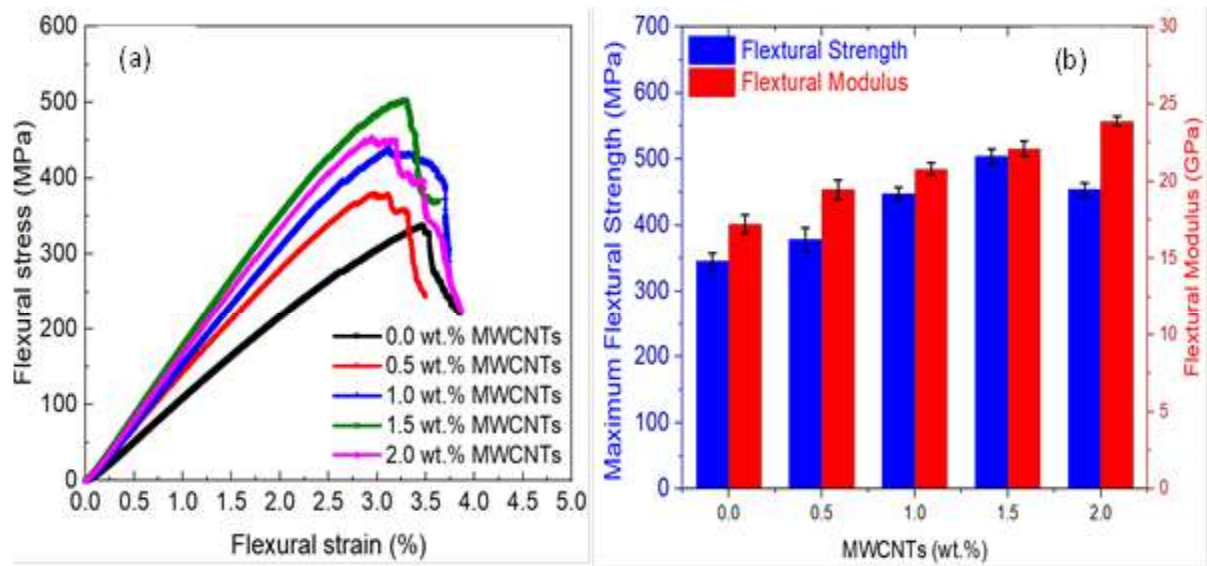 (a)
Flexural stress (MPa)
600
500
400
300
200
100
0
0.0 wt.% MWCNTs
0.5 wt.% MWCNTs
1.0 wt.% MWCNTs
1.5 wt.% MWCNTs
2.0 wt.% MWCNTs
0.0 0.5 1.0 1.5 2.0 2.5 3.0 3.5 4.0 4.5 5.0
Flexural strain (%)
(b)
Flextural Strength
Flextural Modulus
Maximum Flextural Strength (MPa)
700
600
500
400
300
200
100
0
30
25
20
15
10
5
0
Flextural Modulus (GPa)
0.0 0.5 1.0 1.5 2.0
MWCNTs (wt.%)